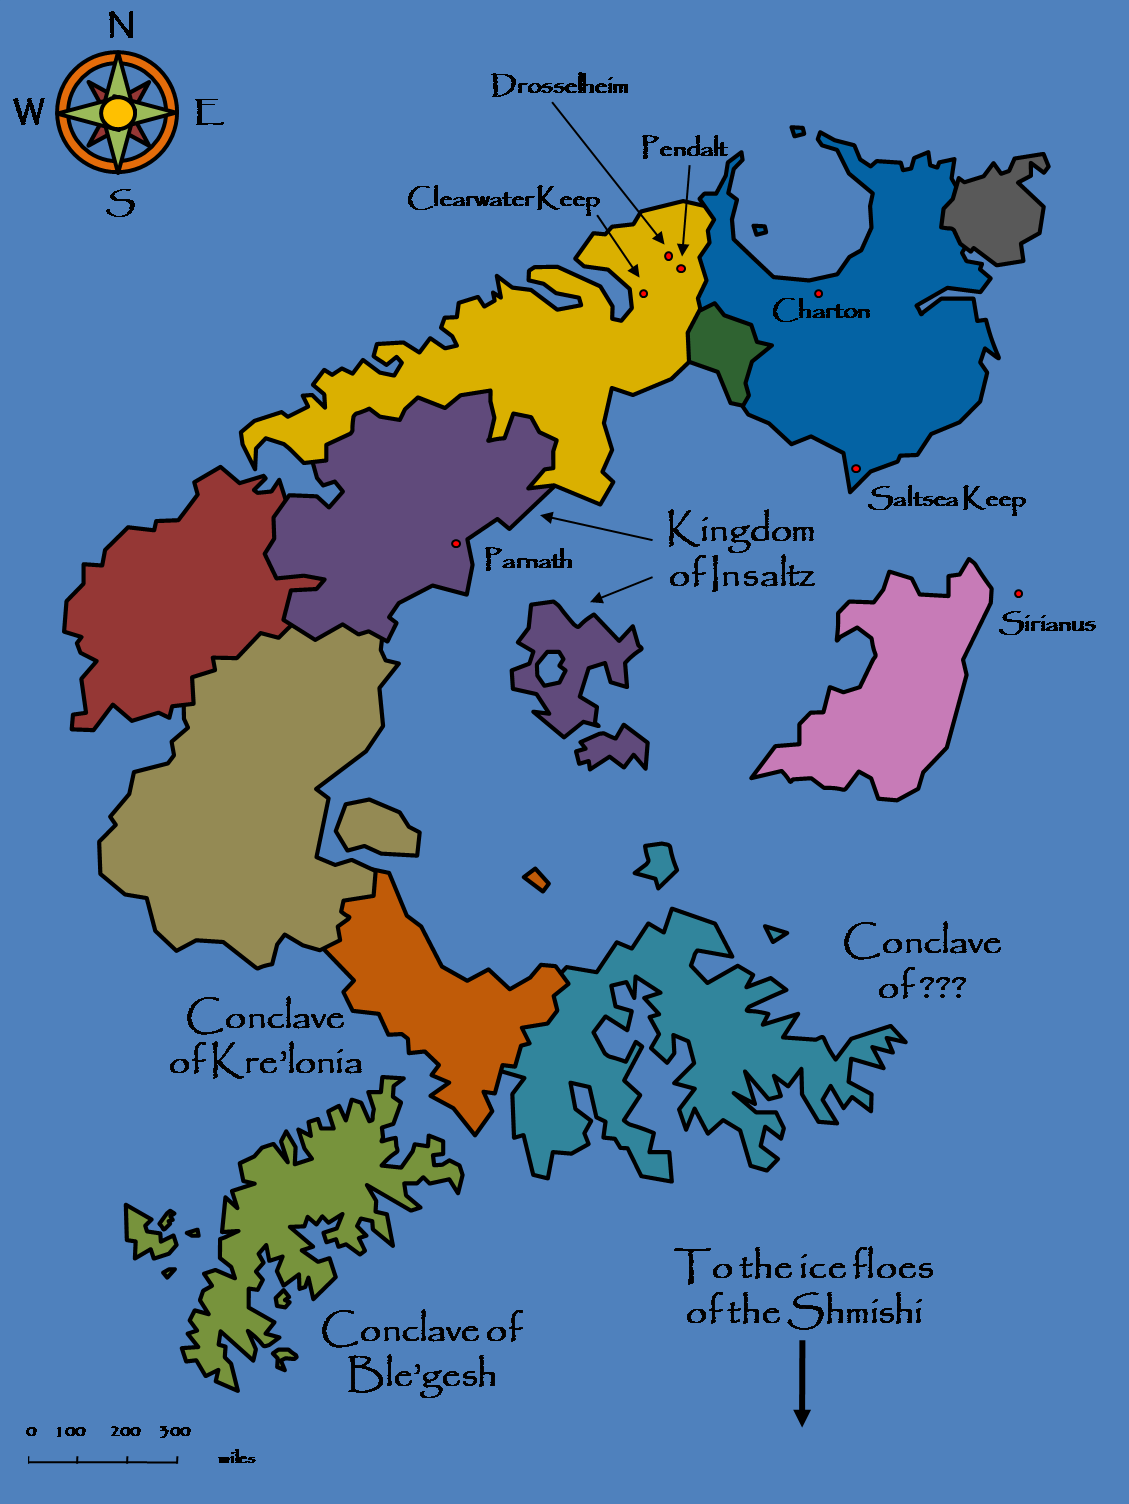 N
W
E
S
Drosselheim
Pendalt
Clearwater Keep
Charton
Saltsea Keep
Kingdom
of Insaltz
Parnath
Sirianus
Conclave
of ???
Conclave
of Kre'lonia
To the ice floes
of the Shmishi
Conclave of
Ble'gesh
0 100 200 300
miles